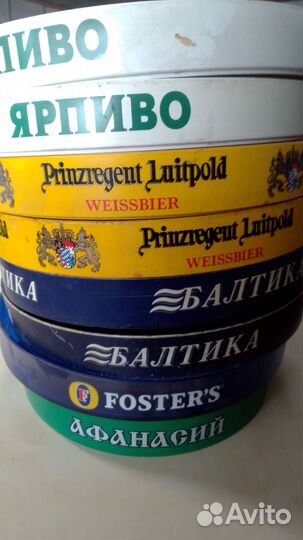 ПИВО
ЯРПИВО
Prinzregent Luitpold
WEISSBIER
Prinzregent Luitpold
WEISSBIER
БАЛТИКА
БАЛТИКА
FOSTER'S
АФАНАСИЙ
Avito